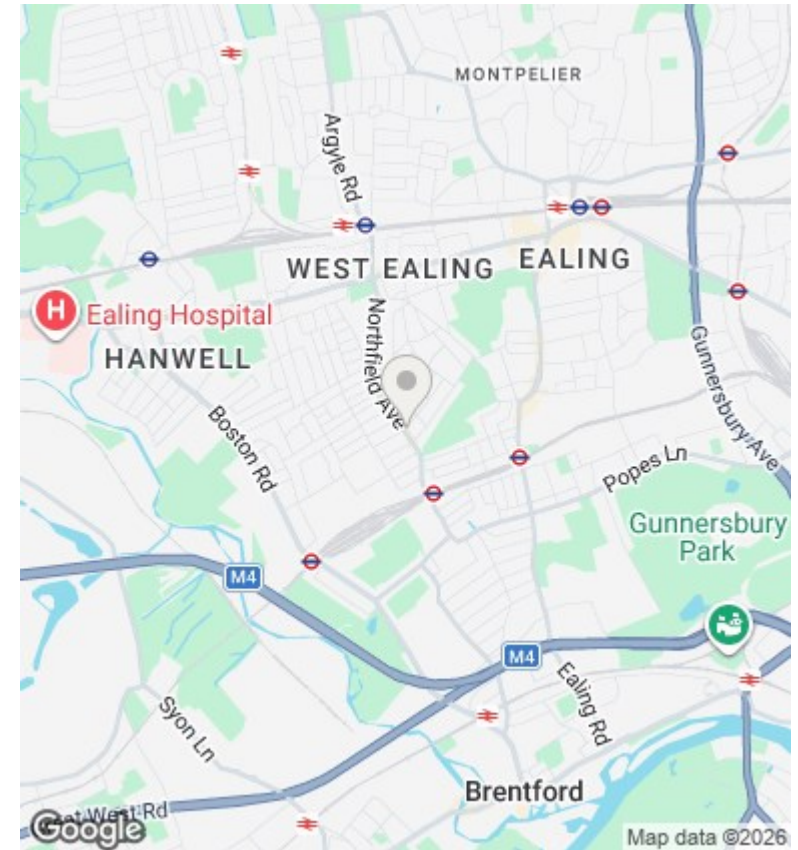 MONTPELIER
Argyle Rd
WEST EALING
EALING
H
Ealing Hospital
HANWELL
Northfield Ave
Gunnersbury Ave
Boston Rd
Popes Ln
Gunnersbury
Park
M4
M4
Ealing Rd
Syon Ln
Brentford
West Rd
Google
Map data ©2026